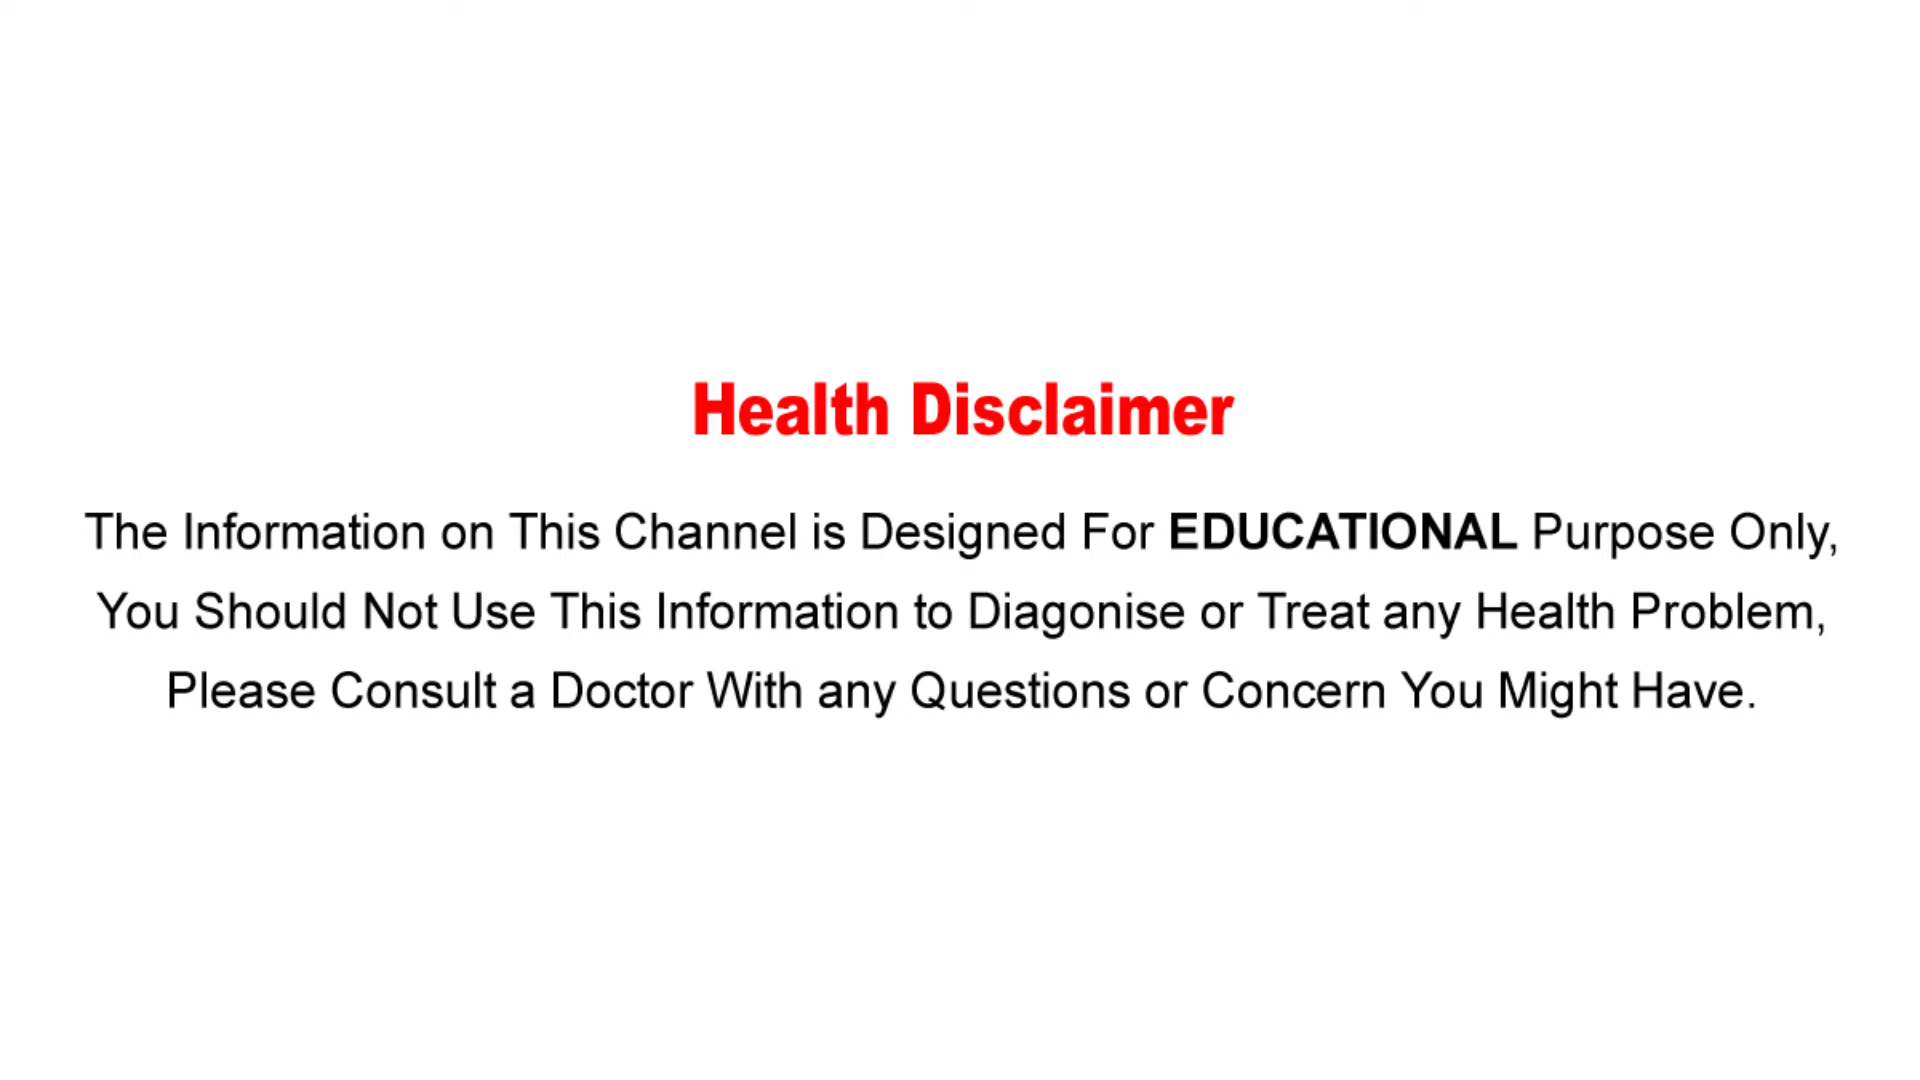 Health Disclaimer
The Information on This Channel is Designed For EDUCATIONAL Purpose Only,
You Should Not Use This Information to Diagonise or Treat any Health Problem,
Please Consult a Doctor With any Questions or Concern You Might Have.